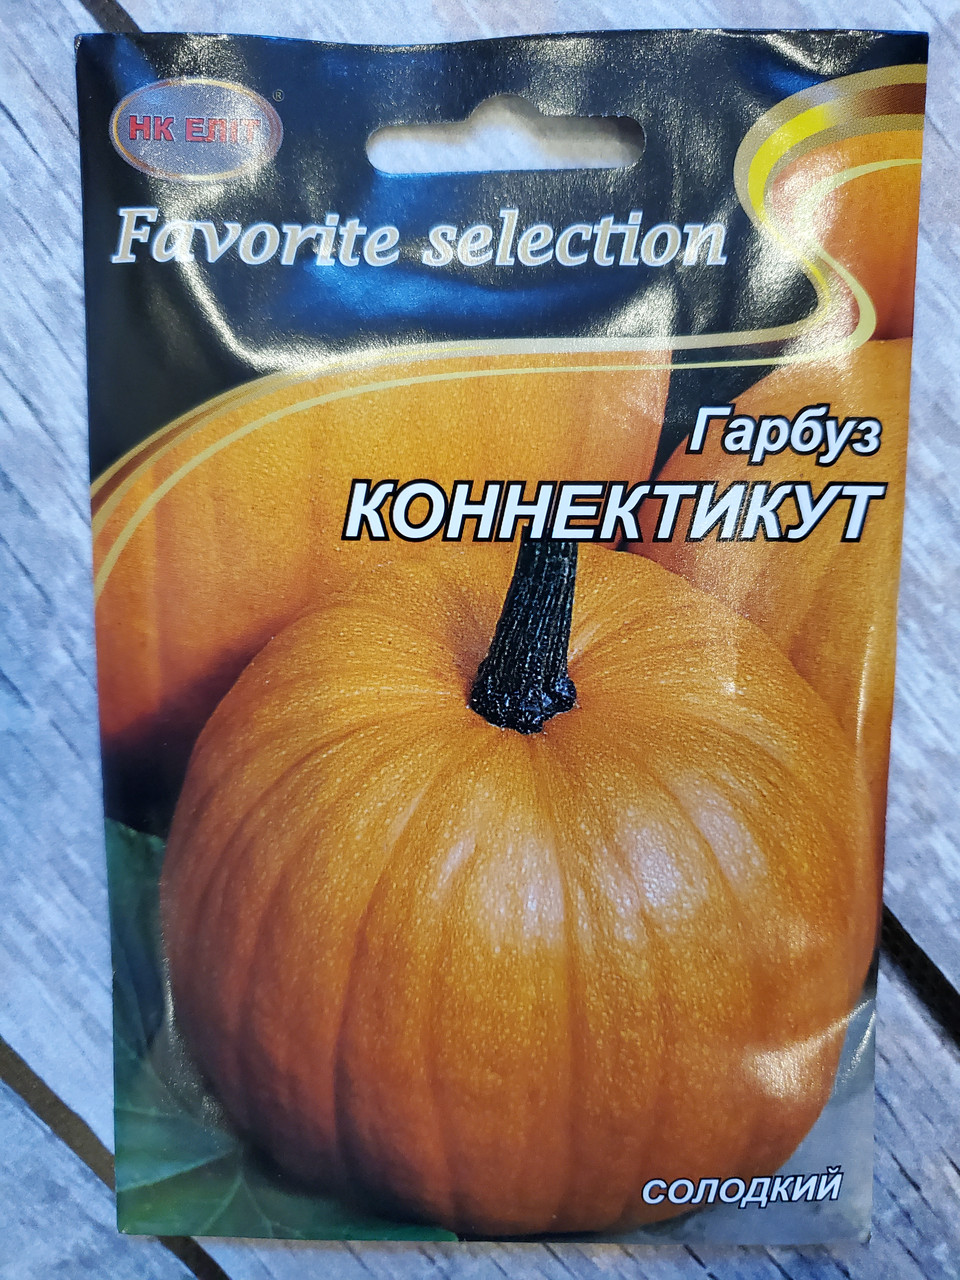 НК ЕЛІТ ®
Favorite selection
Гарбуз
КОННЕКТИКУТ
СОЛОДКИЙ